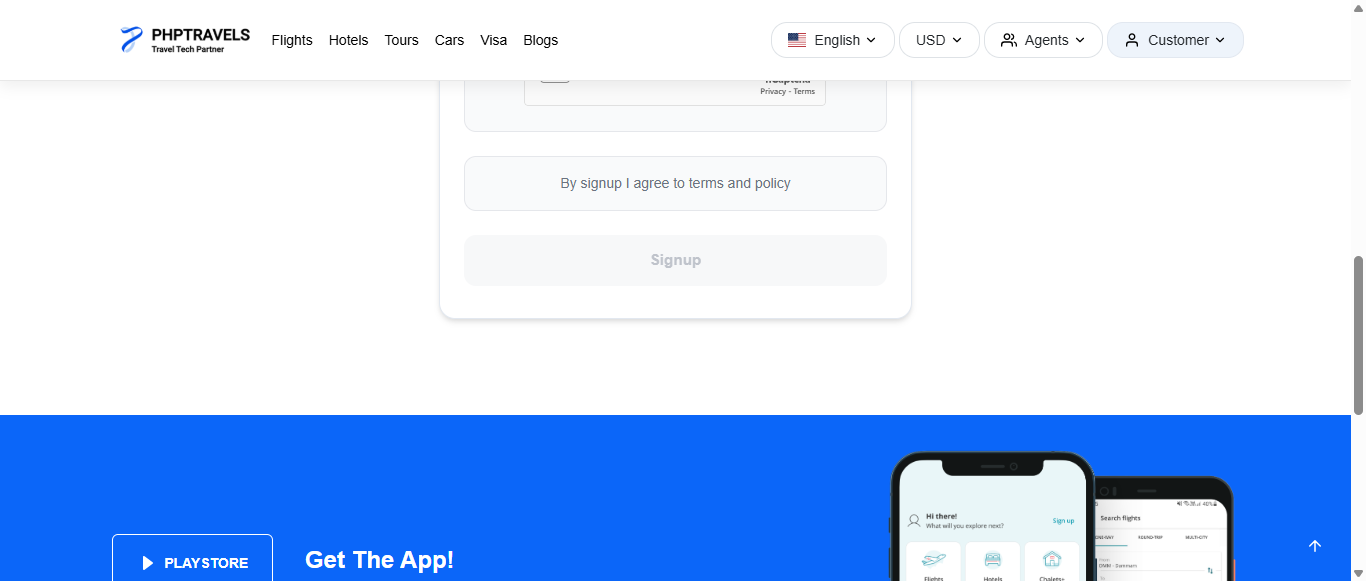 PHPTRAVELS
Travel Tech Partner
Flights Hotels Tours Cars Visa Blogs
English USD Agents Customer
Privacy - Terms
By signup I agree to terms and policy
Signup
PLAYSTORE
Get The App!
Hi there!
What will you explore next?
Sign up
Flights Hotels Chalets+
Search flights
ROUND-TRIP MULTI-CITY